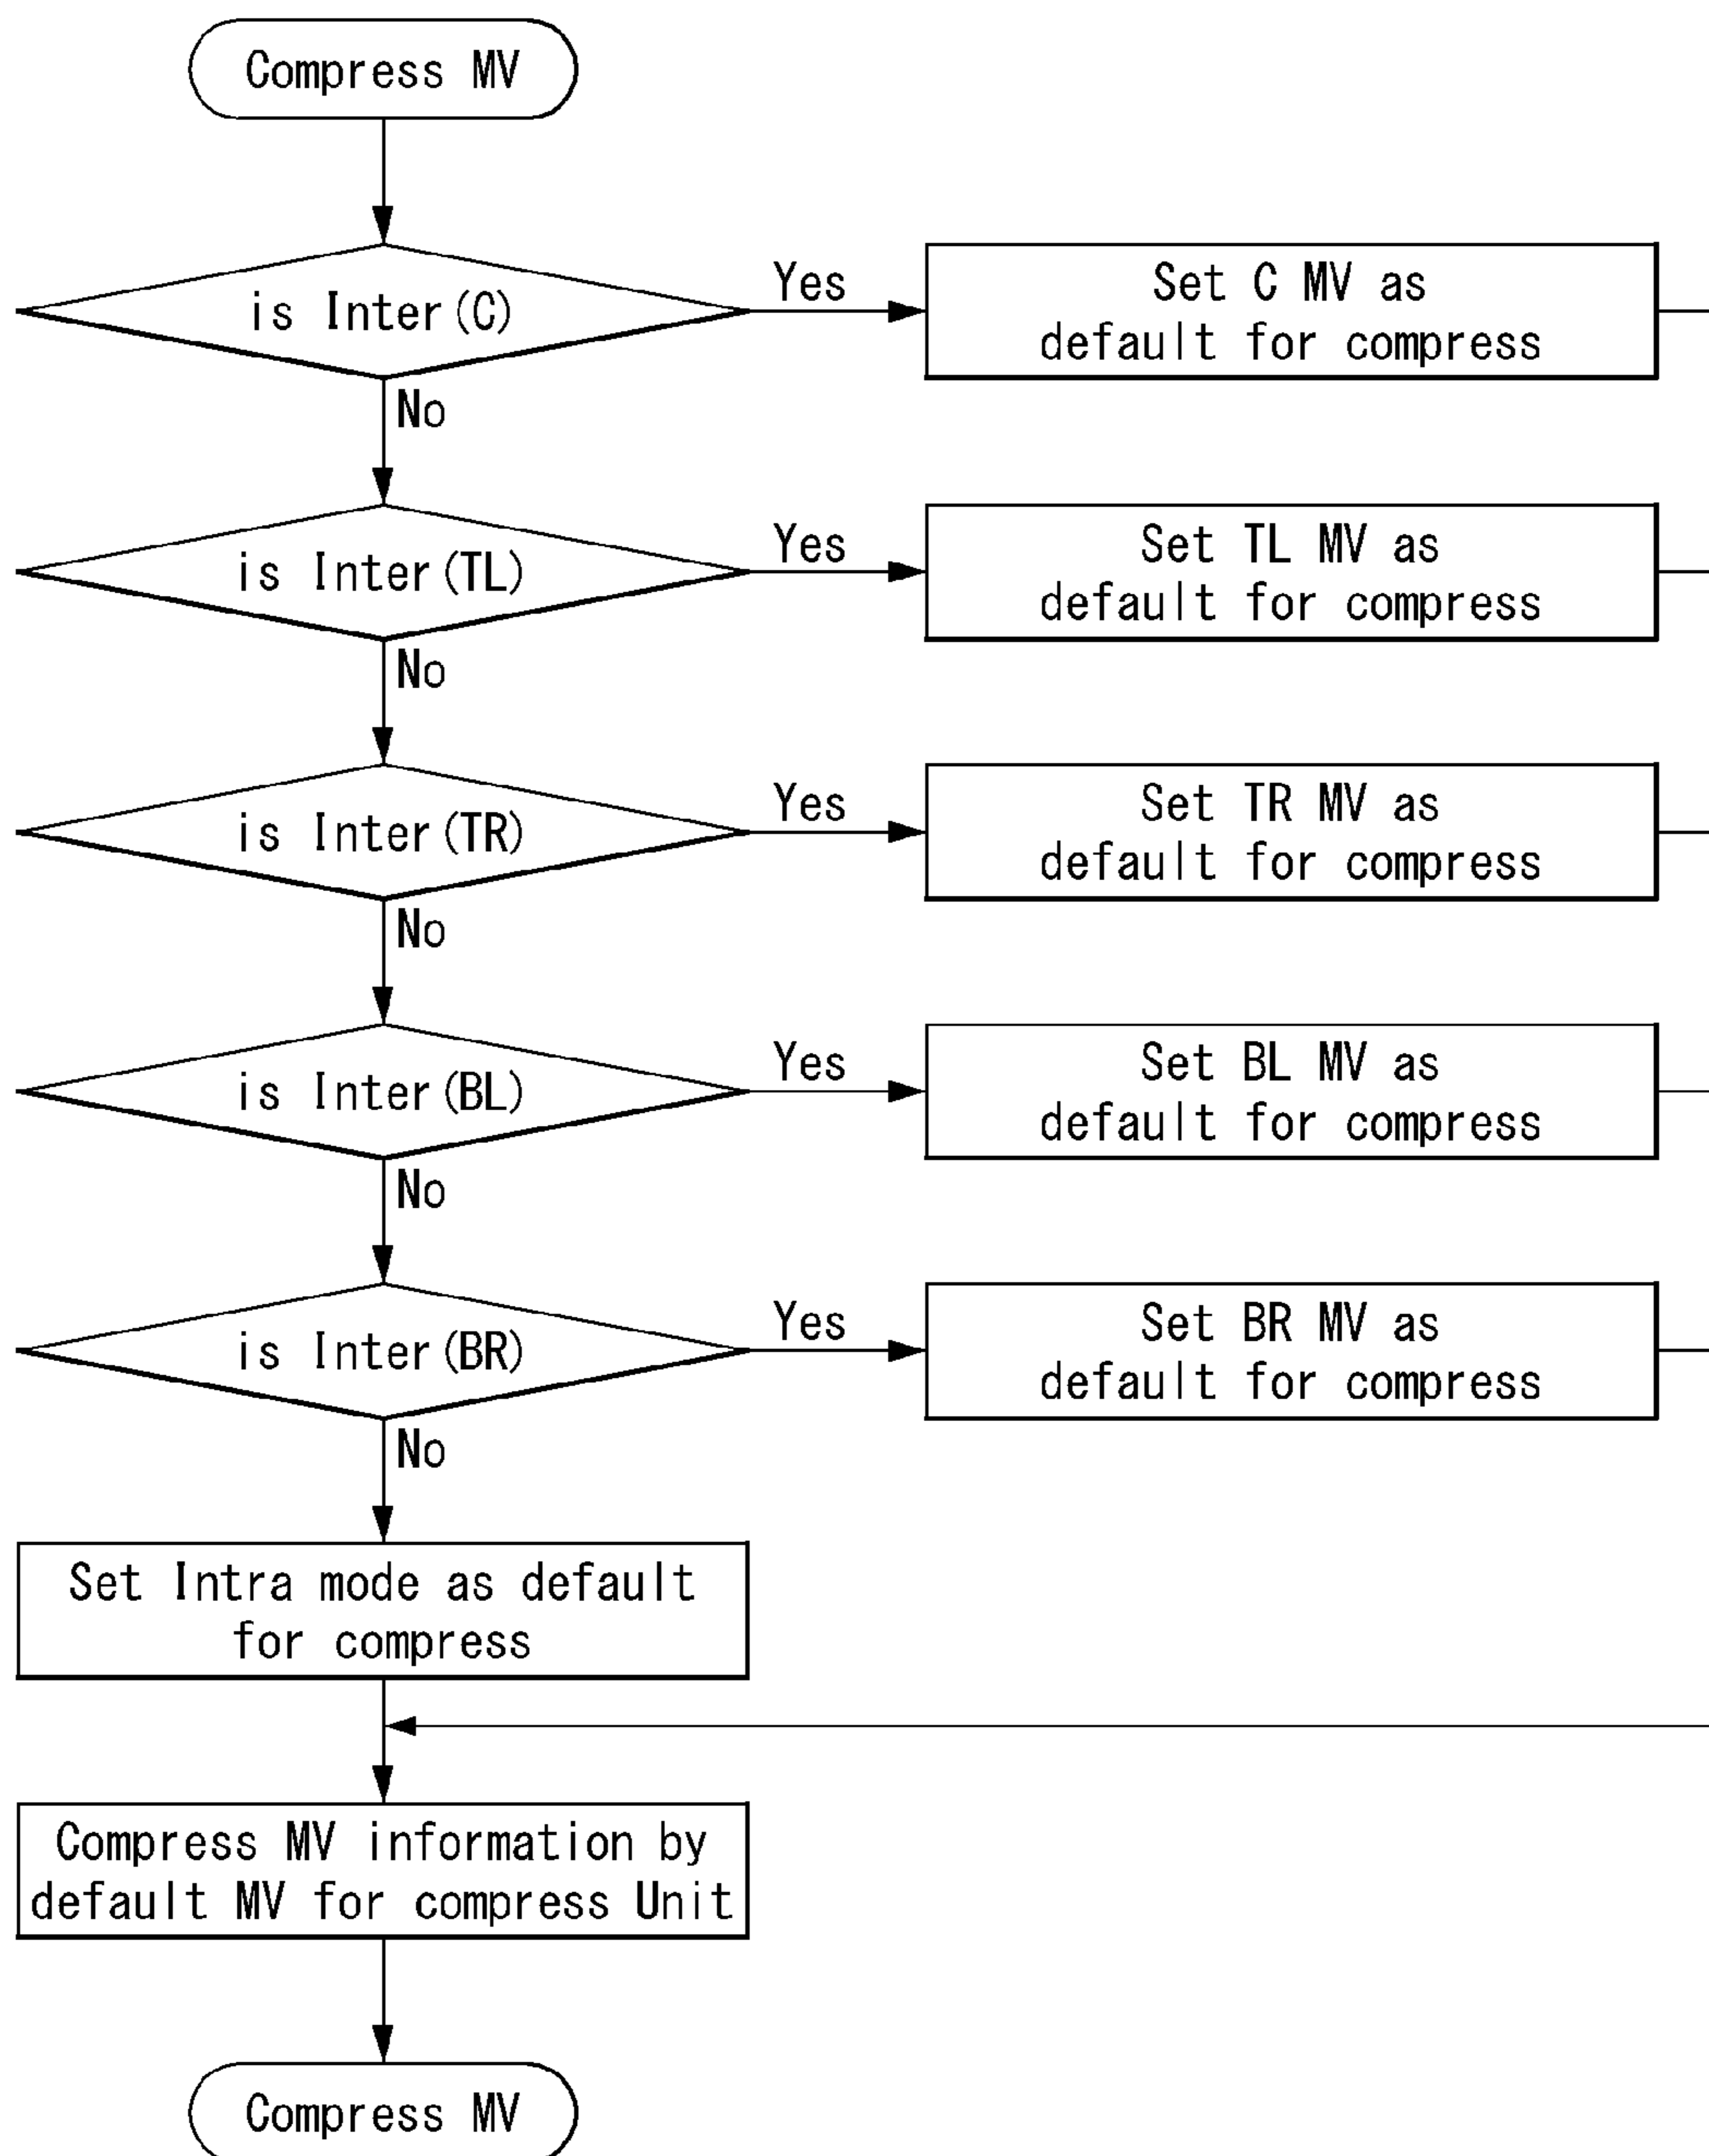 Compress MV
is Inter(C)
Yes
Set C MV as
default for compress
No
is Inter(TL)
Yes
Set TL MV as
default for compress
No
is Inter(TR)
Yes
Set TR MV as
default for compress
No
is Inter(BL)
Yes
Set BL MV as
default for compress
No
is Inter(BR)
Yes
Set BR MV as
default for compress
No
Set Intra mode as default
for compress
Compress MV information by
default MV for compress Unit
Compress MV